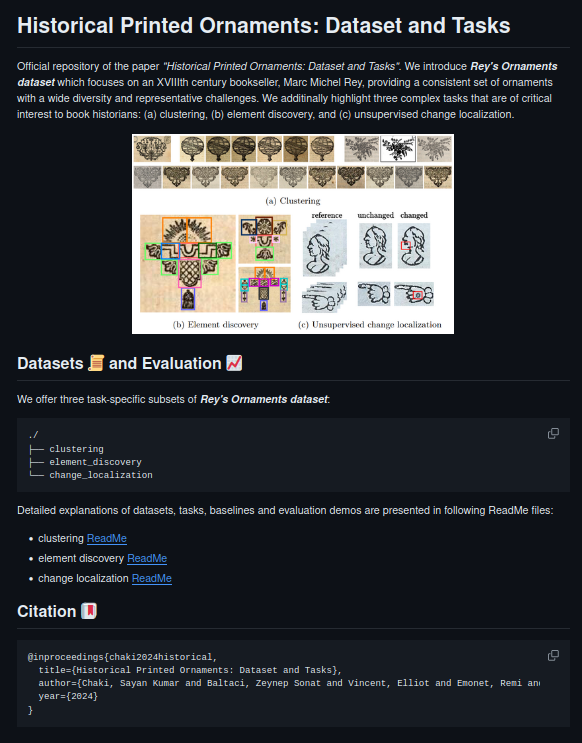 Historical Printed Ornaments: Dataset and Tasks
Official repository of the paper "Historical Printed Ornaments: Dataset and Tasks". We introduce Rey's Ornaments
dataset which focuses on an XVIIIth century bookseller, Marc Michel Rey, providing a consistent set of ornaments
with a wide diversity and representative challenges. We additinally highlight three complex tasks that are of critical
interest to book historians: (a) clustering, (b) element discovery, and (c) unsupervised change localization.
(a) Clustering
reference unchanged changed
(b) Element discovery (c) Unsupervised change localization
Datasets 📜 and Evaluation 📈
We offer three task-specific subsets of Rey's Ornaments dataset:
./
├── clustering
├── element_discovery
└── change_localization
Detailed explanations of datasets, tasks, baselines and evaluation demos are presented in following ReadMe files:
• clustering ReadMe
• element discovery ReadMe
• change localization ReadMe
Citation 📑
@inproceedings{chaki2024historical,
title={Historical Printed Ornaments: Dataset and Tasks},
author={Chaki, Sayan Kumar and Baltaci, Zeynep Sonat and Vincent, Elliot and Emonet, Remi an
year={2024}
}